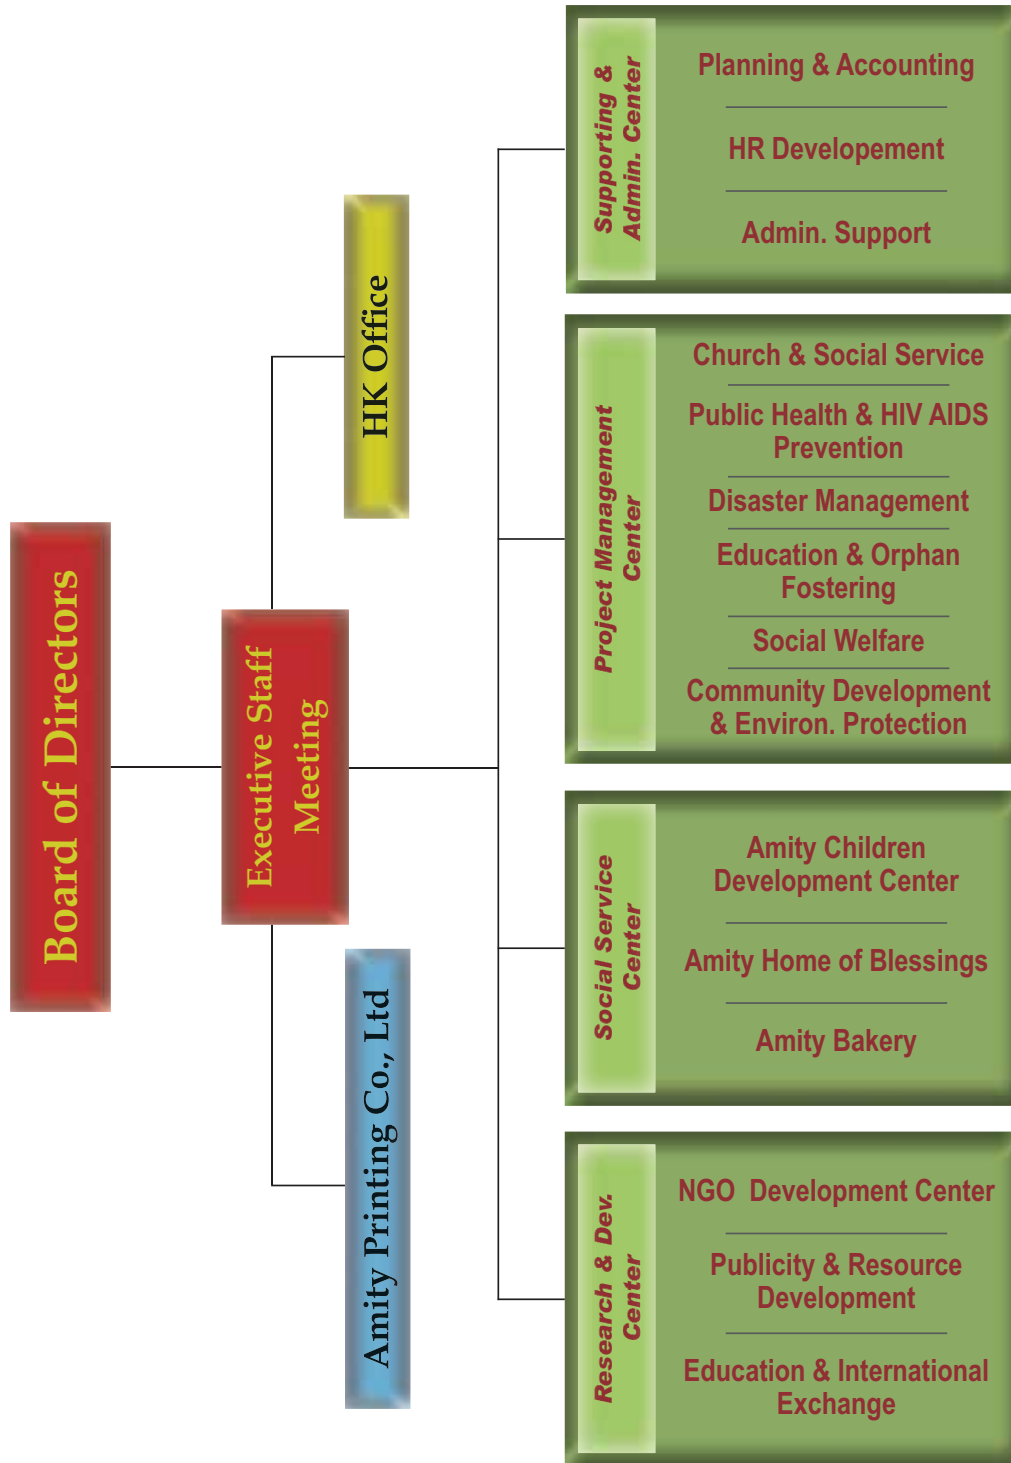 Board of Directors
Executive Staff
Meeting
Amity Printing Co., Ltd
HK Office
Research & Dev.
Center
NGO Development Center
Publicity & Resource
Development
Education & International
Exchange
Social Service
Center
Amity Children
Development Center
Amity Home of Blessings
Amity Bakery
Project Management
Center
Church & Social Service
Public Health & HIV AIDS
Prevention
Disaster Management
Education & Orphan
Fostering
Social Welfare
Community Development
& Environ. Protection
Supporting &
Admin. Center
Planning & Accounting
HR Developement
Admin. Support